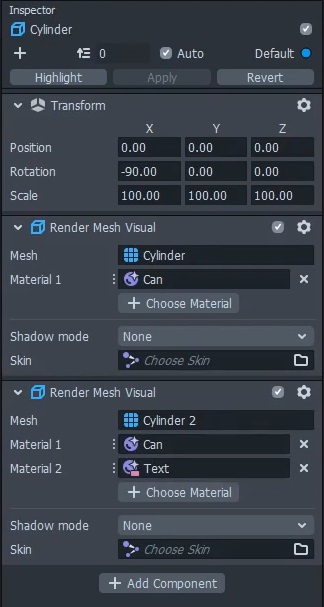 Inspector
Cylinder
0 Auto Default
Highlight Apply Revert
Transform
X Y Z
Position 0.00 0.00 0.00
Rotation -90.00 0.00 0.00
Scale 100.00 100.00 100.00
Render Mesh Visual
Mesh Cylinder
Material 1 Can
+ Choose Material
Shadow mode None
Skin Choose Skin
Render Mesh Visual
Mesh Cylinder 2
Material 1 Can
Material 2 Text
+ Choose Material
Shadow mode None
Skin Choose Skin
+ Add Component